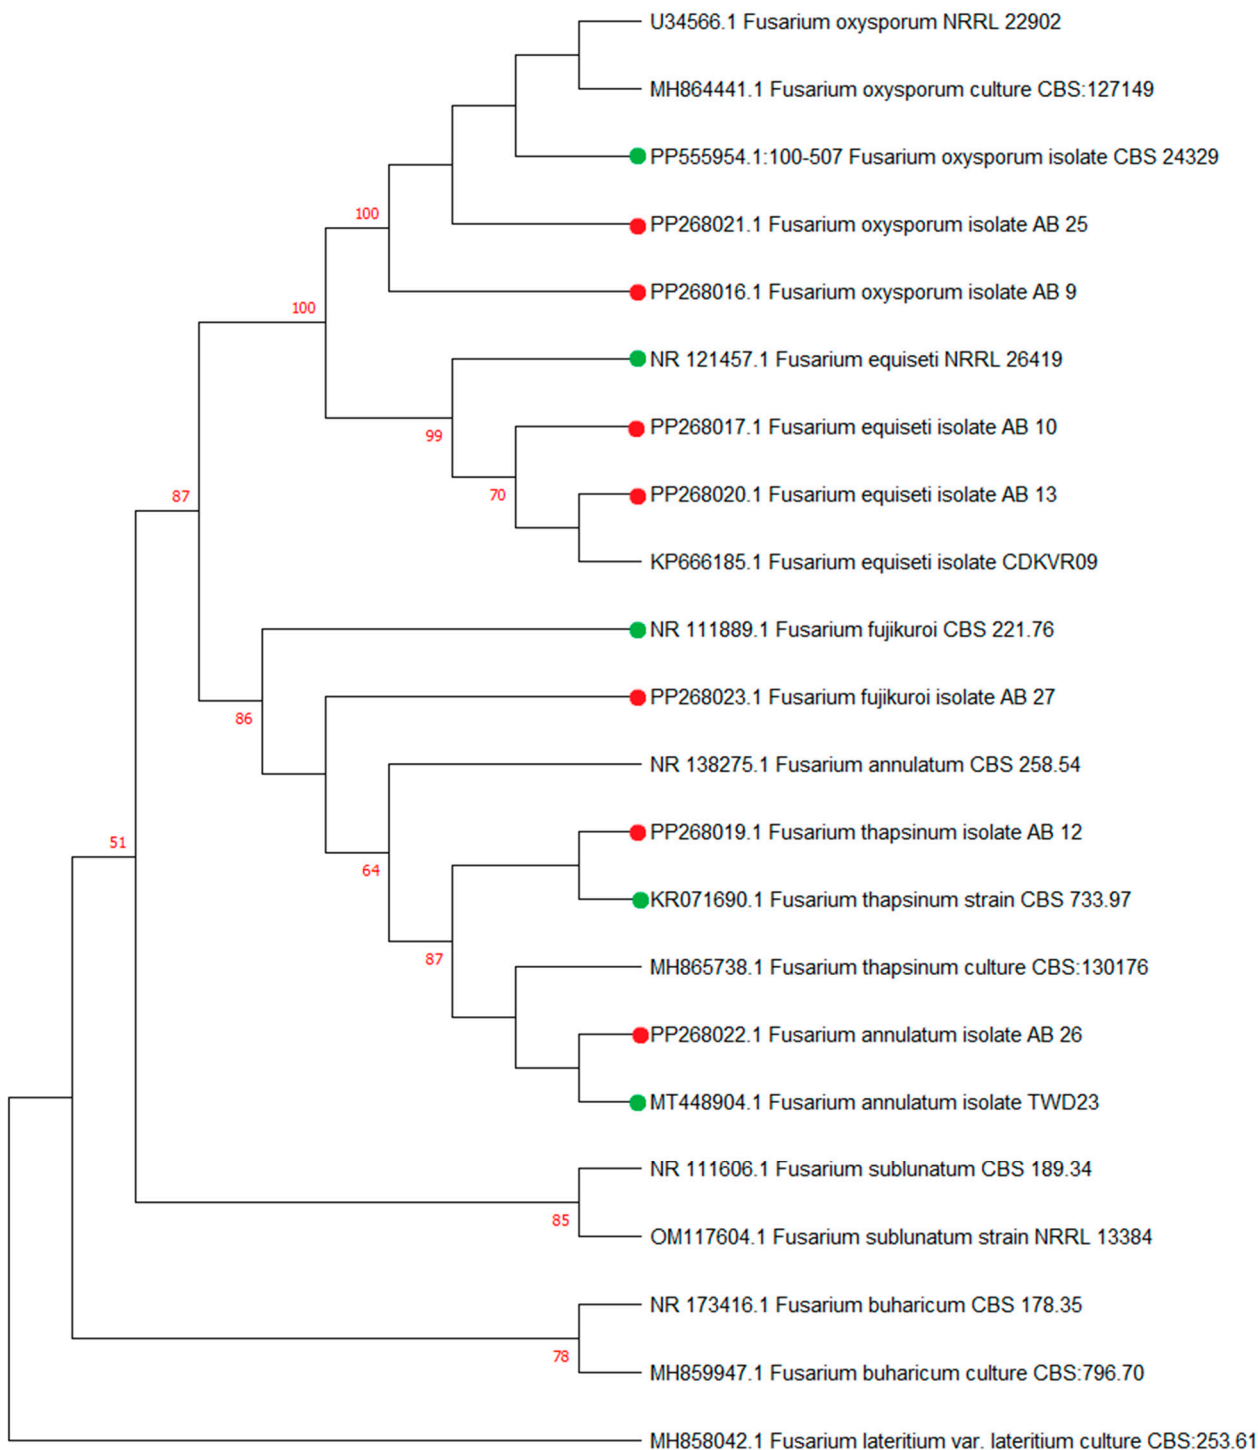 U34566.1 Fusarium oxysporum NRRL 22902
MH864441.1 Fusarium oxysporum culture CBS:127149
PP555954.1:100-507 Fusarium oxysporum isolate CBS 24329
PP268021.1 Fusarium oxysporum isolate AB 25
100
PP268016.1 Fusarium oxysporum isolate AB 9
100
NR 121457.1 Fusarium equiseti NRRL 26419
PP268017.1 Fusarium equiseti isolate AB 10
99
PP268020.1 Fusarium equiseti isolate AB 13
70
87
KP666185.1 Fusarium equiseti isolate CDKVR09
NR 111889.1 Fusarium fujikuroi CBS 221.76
PP268023.1 Fusarium fujikuroi isolate AB 27
86
NR 138275.1 Fusarium annulatum CBS 258.54
PP268019.1 Fusarium thapsinum isolate AB 12
51
64
KR071690.1 Fusarium thapsinum strain CBS 733.97
87
MH865738.1 Fusarium thapsinum culture CBS:130176
PP268022.1 Fusarium annulatum isolate AB 26
MT448904.1 Fusarium annulatum isolate TWD23
NR 111606.1 Fusarium sublunatum CBS 189.34
85
OM117604.1 Fusarium sublunatum strain NRRL 13384
NR 173416.1 Fusarium buharicum CBS 178.35
78
MH859947.1 Fusarium buharicum culture CBS:796.70
MH858042.1 Fusarium lateritium var. lateritium culture CBS:253.61